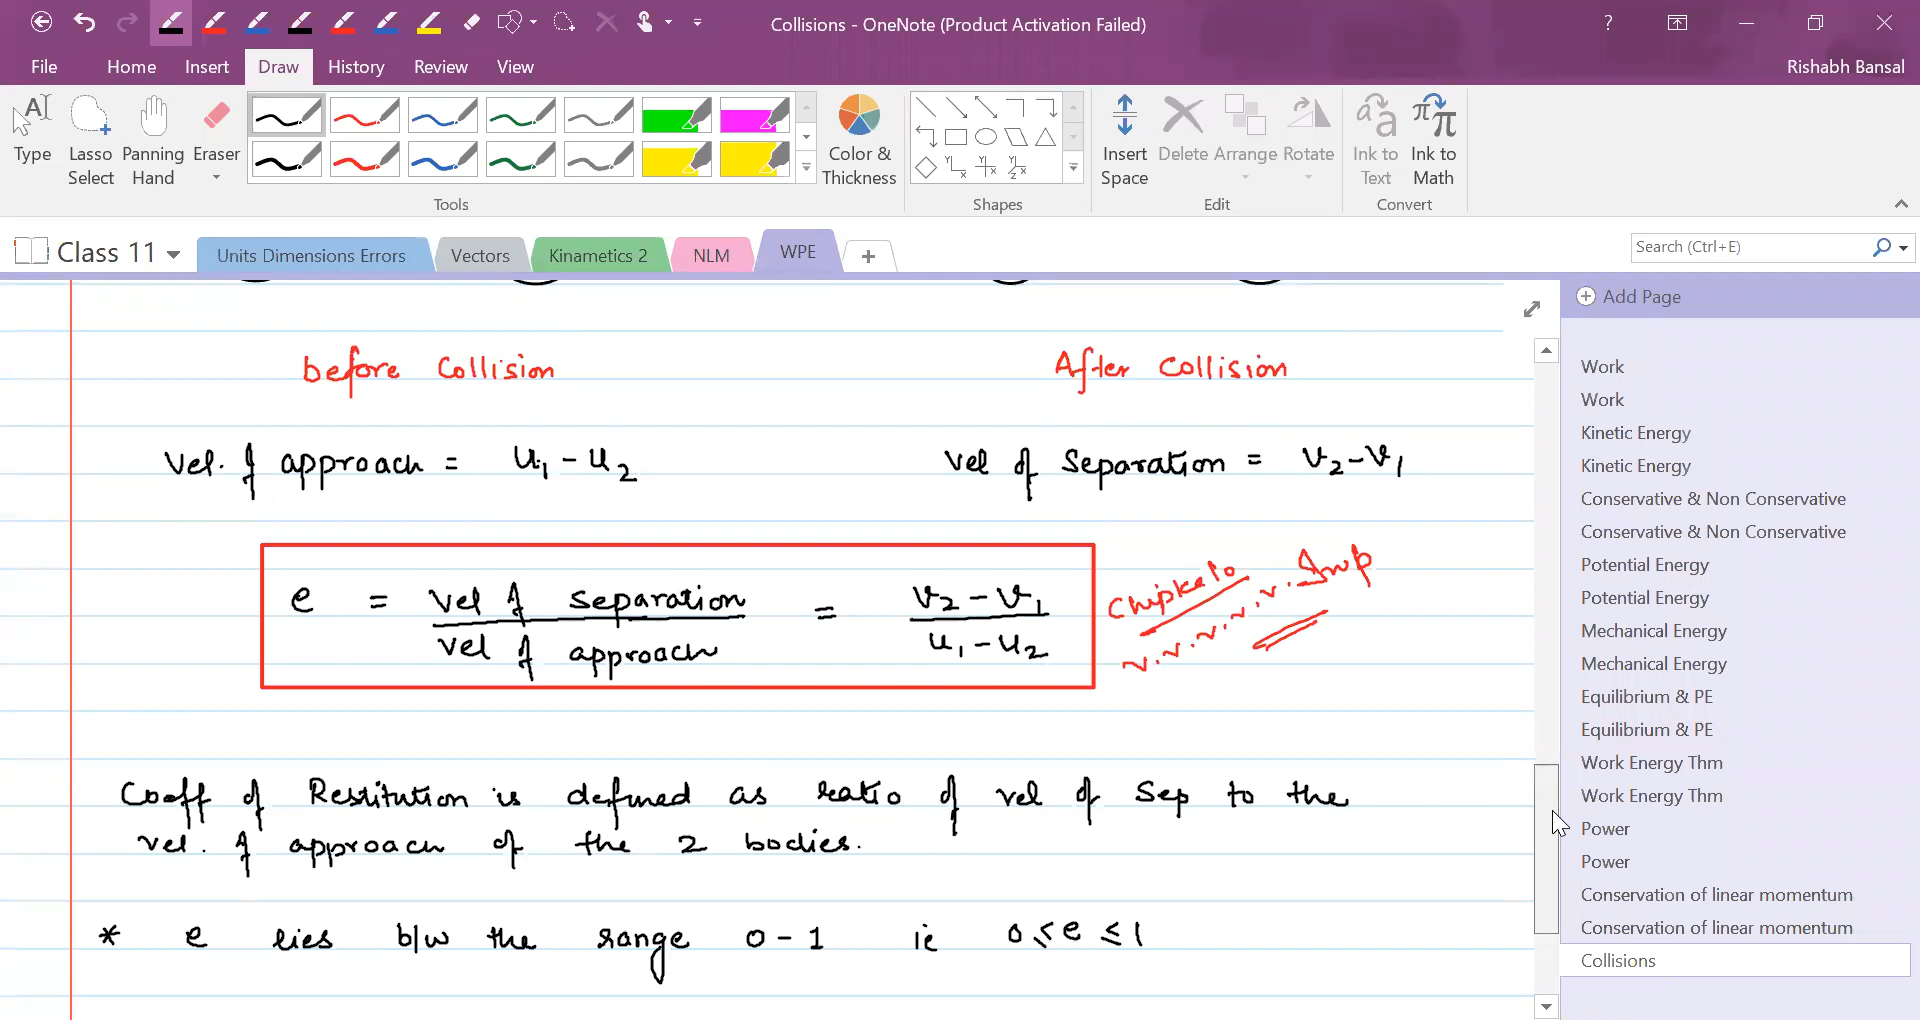 Collisions - OneNote (Product Activation Failed)
?
File Home Insert Draw History Review View
Rishabh Bansal
Type Lasso Select Panning Hand Eraser
Color & Thickness
Insert Space Delete Arrange Rotate
Ink to Text Ink to Math
Tools Shapes Edit Convert
Class 11 Units Dimensions Errors Vectors Kinametics 2 NLM WPE +
Search (Ctrl+E)
Add Page
before Collision
After Collision
Vel. of approach = u1 - u2
Vel of Separation = v2 - v1
e = vel of separation / vel of approach = v2 - v1 / u1 - u2
Chipkalo
v.v.v.v.v. Imp
Coeff of Restitution is defined as ratio of vel of Sep to the
vel. of approach of the 2 bodies.
* e lies b/w the range 0 - 1 ie 0 ≤ e ≤ 1
Work
Work
Kinetic Energy
Kinetic Energy
Conservative & Non Conservative
Conservative & Non Conservative
Potential Energy
Potential Energy
Mechanical Energy
Mechanical Energy
Equilibrium & PE
Equilibrium & PE
Work Energy Thm
Work Energy Thm
Power
Power
Conservation of linear momentum
Conservation of linear momentum
Collisions